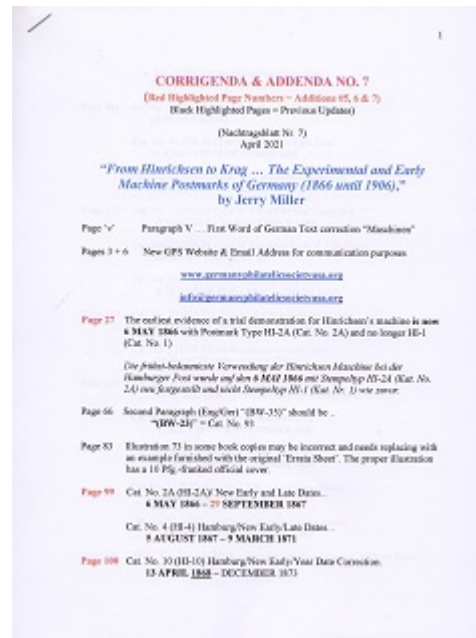 1
CORRIGENDA & ADDENDA NO. 7
(Red Highlighted Page Numbers = Additions #5, 6 & 7)
Black Highlighted Pages = Previous Updates)
(Nachtragsblatt Nr. 7)
April 2021
"From Hinrichsen to Krag … The Experimental and Early
Machine Postmarks of Germany (1866 until 1906),"
by Jerry Miller
Page 'v' Paragraph V … First Word of German Text correction "Maschinen"
Pages 3 + 6 New GPS Website & Email Address for communication purposes
www.germanyphilatelicsocietyusa.org
info@germanyphilatelicsocietyusa.org
Page 27 The earliest evidence of a trial demonstration for Hinrichsen's machine is now
6 MAY 1866 with Postmark Type HI-2A (Cat. No. 2A) and no longer HI-1
(Cat. No. 1)
Die frühst-bekannteste Verwendung der Hinrichsen Maschine bei der
Hamburger Post wurde auf den 6 MAI 1866 mit Stempeltyp HI-2A (Kat. No.
2A) neu festgestellt und nicht Stempeltyp HI-1 (Kat. Nr. 1) wie zuvor.
Page 66 Second Paragraph (Eng/Ger) "(BW-35)" should be ..
"(BW-23)" = Cat. No. 93
Page 83 Illustration 73 in some book copies may be incorrect and needs replacing with
an example furnished with the original 'Errata Sheet'. The proper illustration
has a 10 Pfg.-franked official cover.
Page 99 Cat. No. 2A (HI-2A)/ New Early and Late Dates..
6 MAY 1866 – 29 SEPTEMBER 1867
Cat. No. 4 (HI-4) Hamburg/New Early/Late Dates..
5 AUGUST 1867 – 9 MARCH 1871
Page 100 Cat. No. 10 (HI-10) Hamburg/New Early/Year Date Correction.
13 APRIL 1868 – DECEMBER 1873